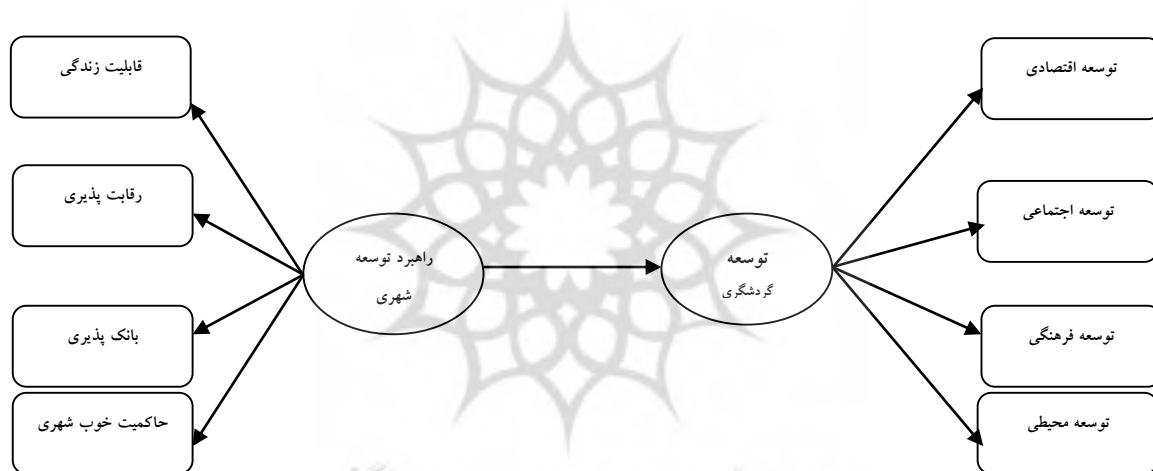 توسعه اقتصادی
توسعه اجتماعی
توسعه فرهنگی
توسعه محیطی
توسعه
گردشگری
راهبرد توسعه
شهری
قابلیت زندگی
رقابت پذیری
بانک پذیری
حاکمیت خوب شهری